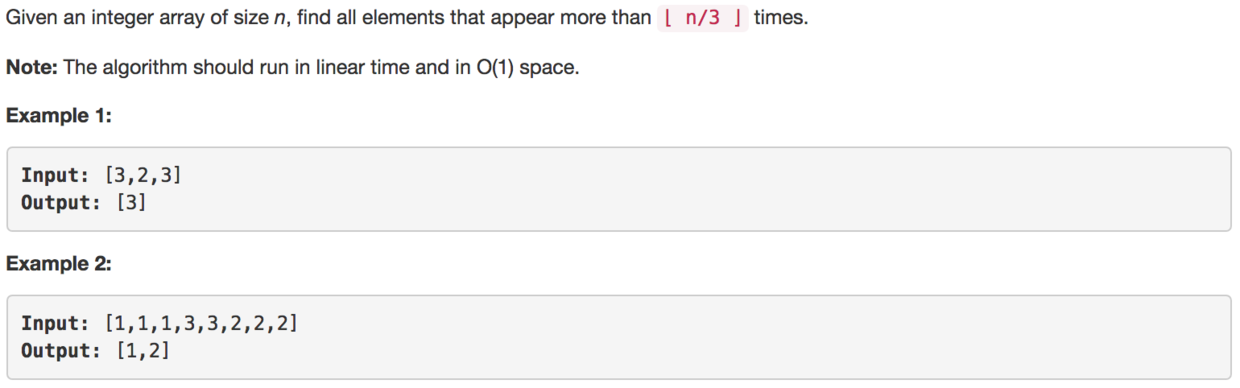 Given an integer array of size n, find all elements that appear more than ⌊ n/3 ⌋ times.
Note: The algorithm should run in linear time and in O(1) space.
Example 1:
Input: [3,2,3]
Output: [3]
Example 2:
Input: [1,1,1,3,3,2,2,2]
Output: [1,2]